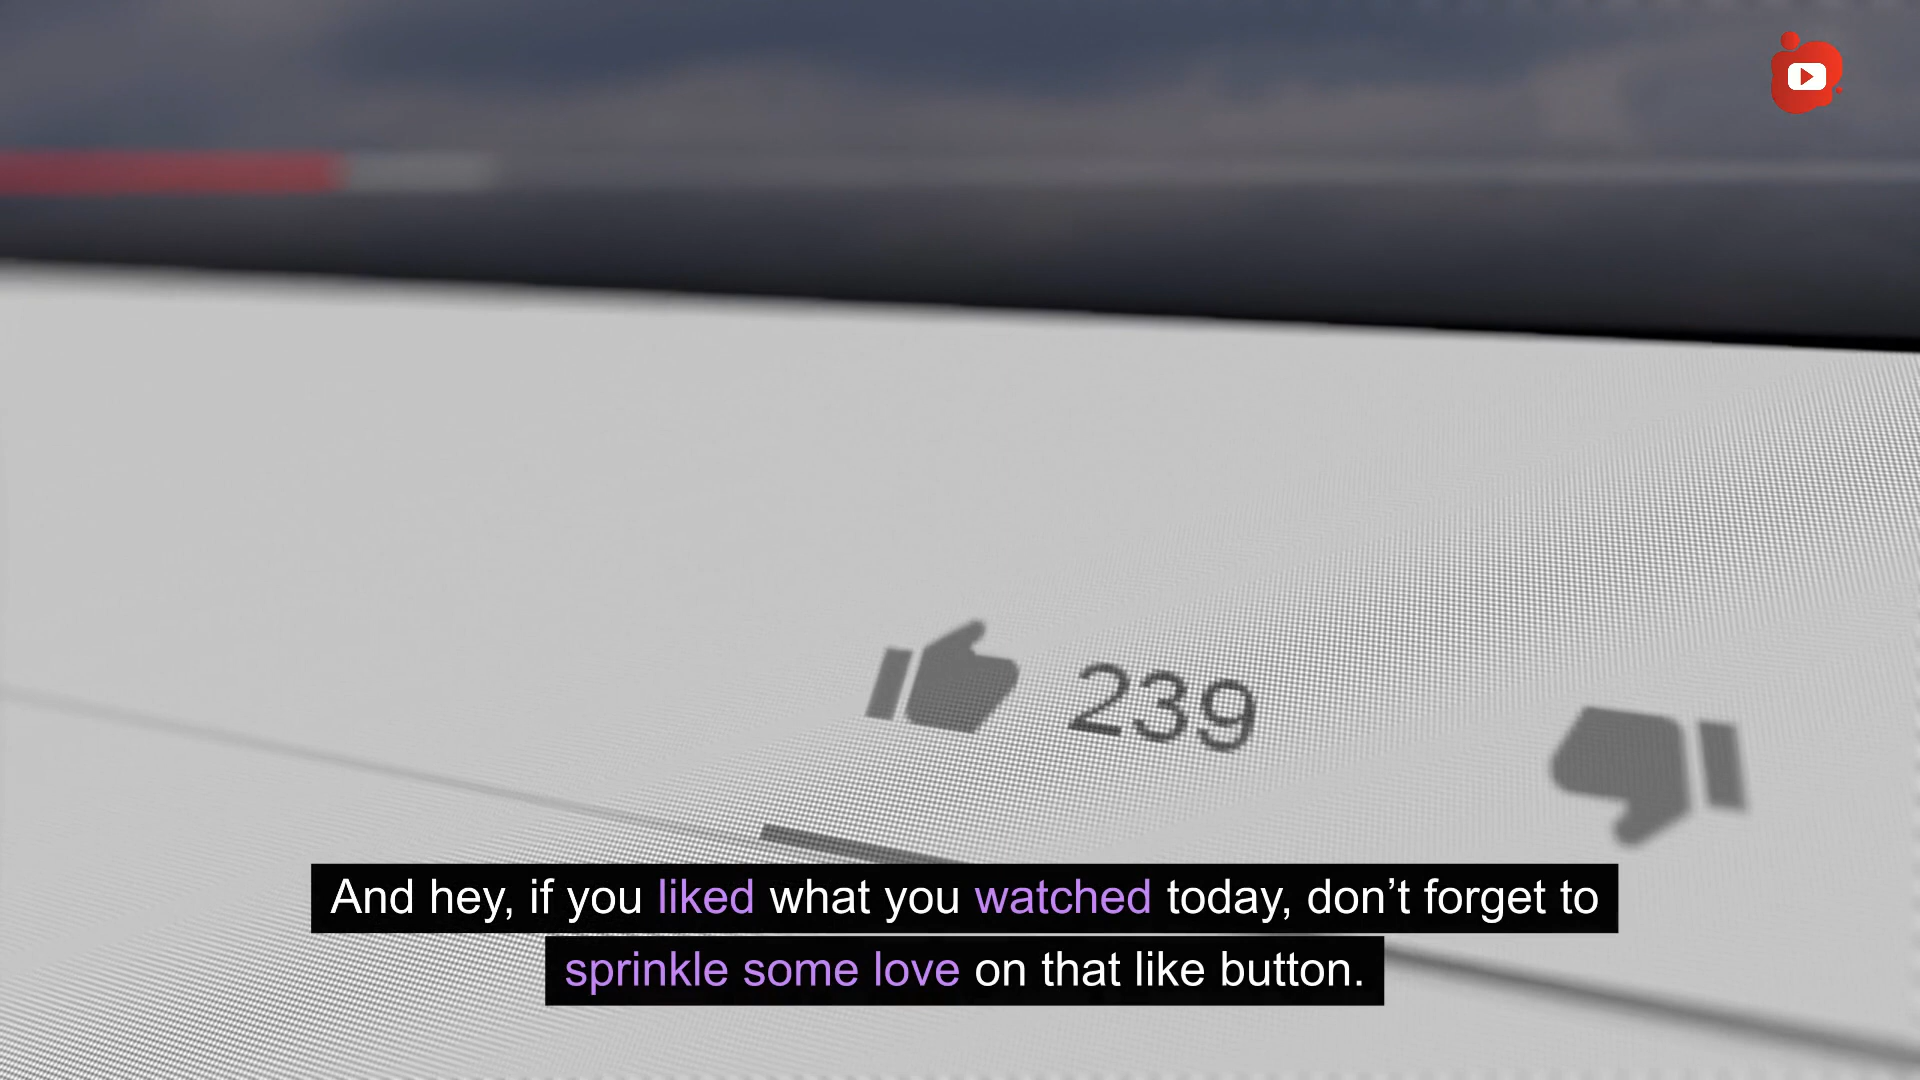 239
And hey, if you liked what you watched today, don’t forget to
sprinkle some love on that like button.